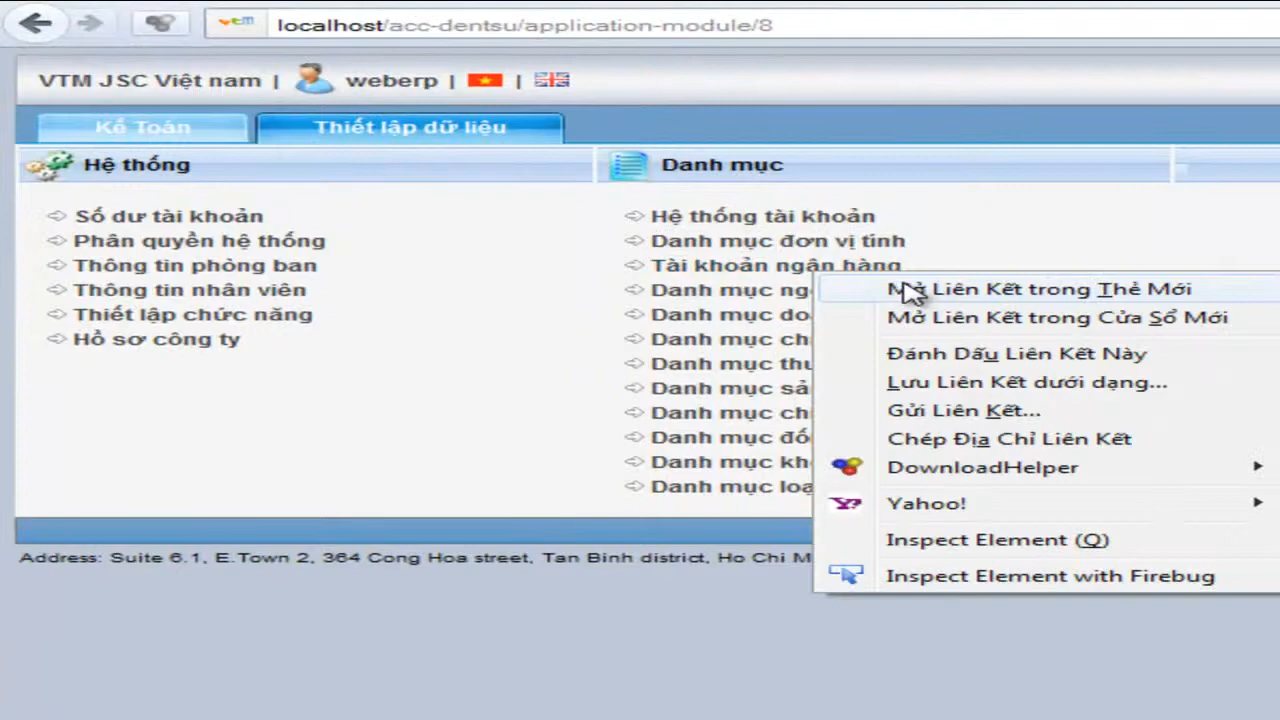 vtm localhost/acc-dentsu/application-module/8
VTM JSC Việt nam | weberp | |
Kế Toán Thiết lập dữ liệu
Hệ thống
Số dư tài khoản
Phân quyền hệ thống
Thông tin phòng ban
Thông tin nhân viên
Thiết lập chức năng
Hồ sơ công ty
Danh mục
Hệ thống tài khoản
Danh mục đơn vị tính
Tài khoản ngân hàng
Danh mục
Danh mục
Danh mục
Danh mục
Danh mục
Danh mục
Danh mục
Danh mục
Danh mục
Mở Liên Kết trong Thẻ Mới
Mở Liên Kết trong Cửa Sổ Mới
Đánh Dấu Liên Kết Này
Lưu Liên Kết dưới dạng...
Gửi Liên Kết...
Chép Địa Chỉ Liên Kết
DownloadHelper
Yahoo!
Inspect Element (Q)
Inspect Element with Firebug
Address: Suite 6.1, E.Town 2, 364 Cong Hoa street, Tan Binh district, Ho Chi